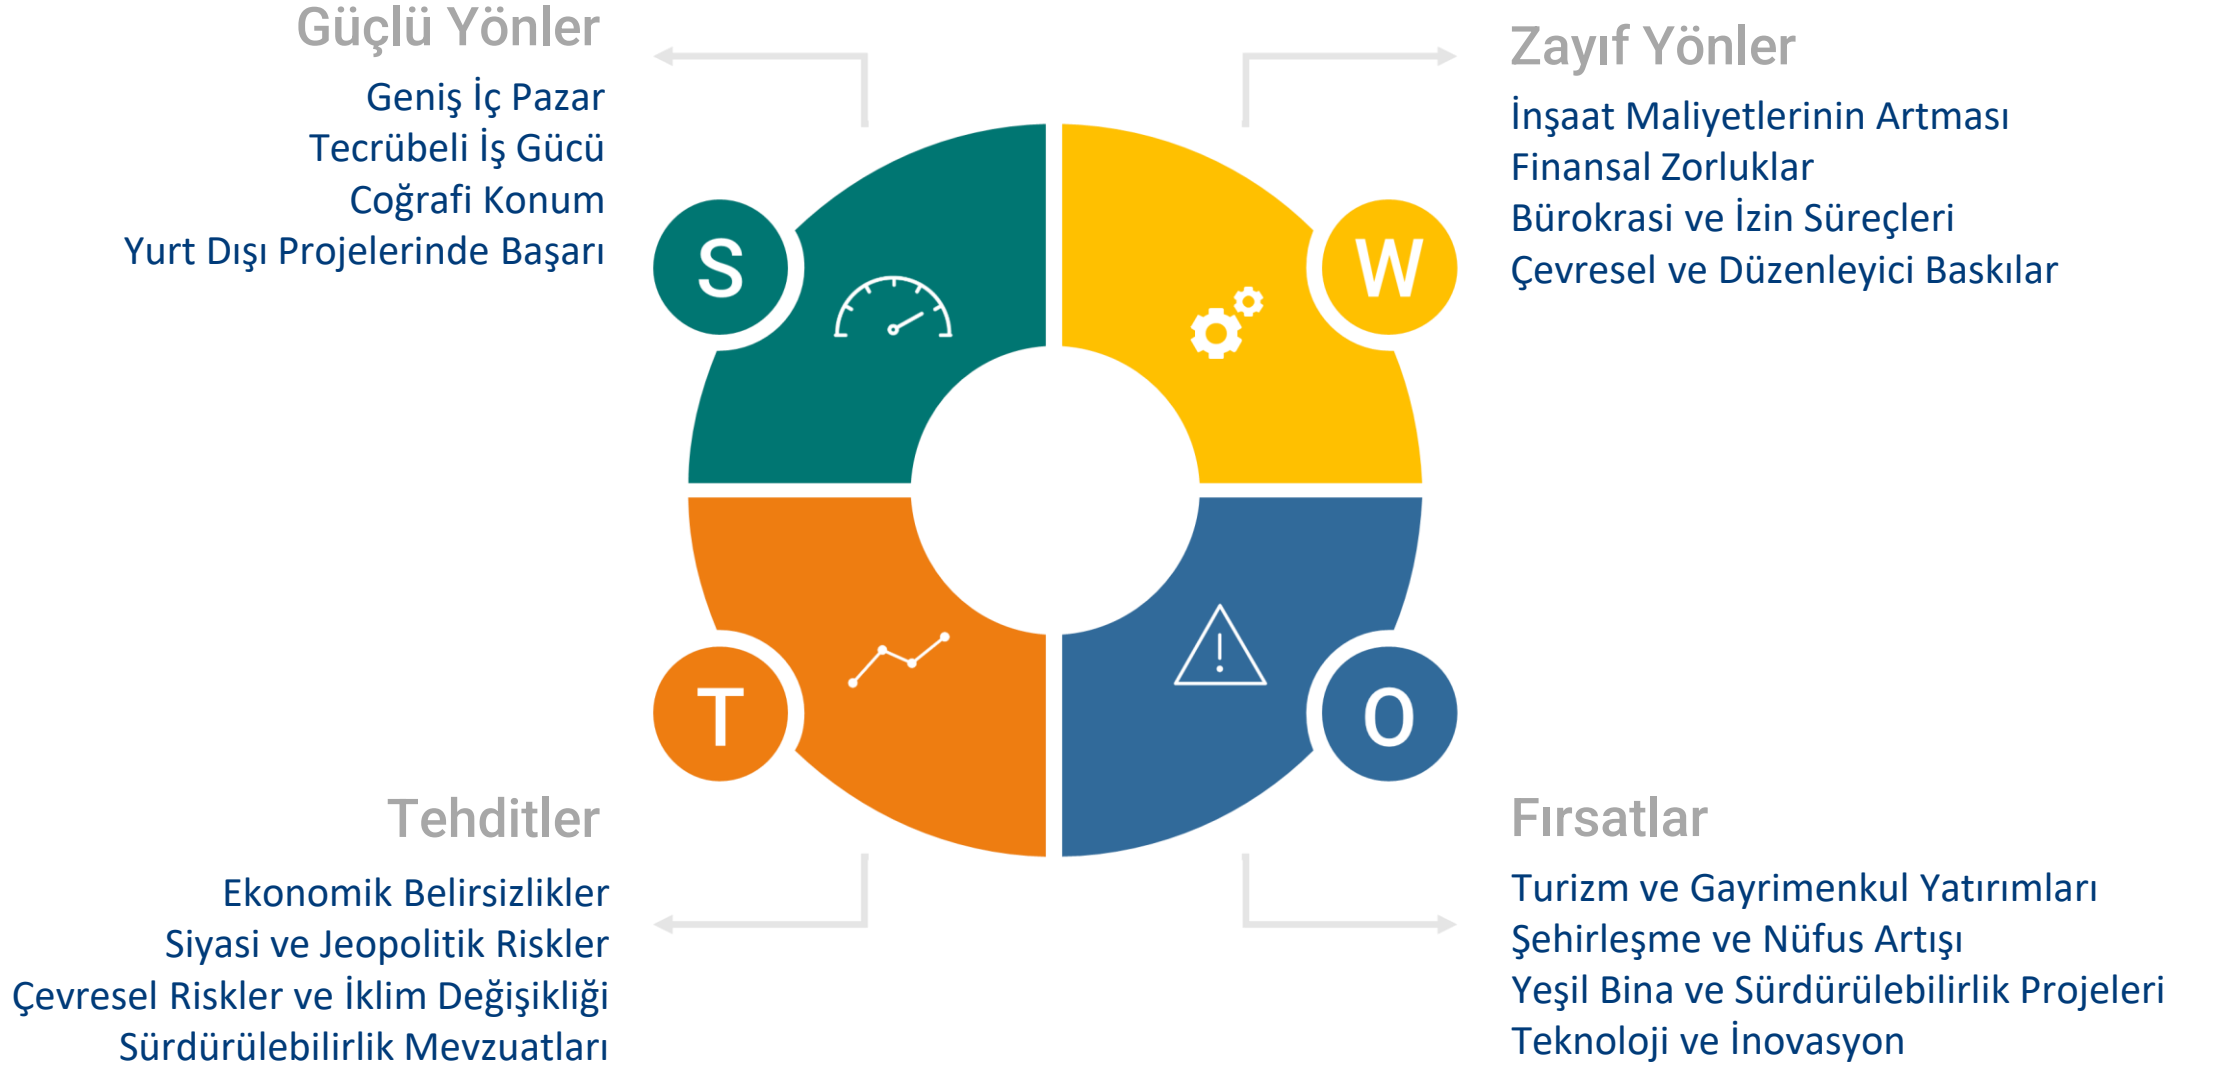 Güçlü Yönler
Geniş İç Pazar
Tecrübeli İş Gücü
Coğrafi Konum
Yurt Dışı Projelerinde Başarı
Zayıf Yönler
İnşaat Maliyetlerinin Artması
Finansal Zorluklar
Bürokrasi ve İzin Süreçleri
Çevresel ve Düzenleyici Baskılar
S
W
T
O
Tehditler
Ekonomik Belirsizlikler
Siyasi ve Jeopolitik Riskler
Çevresel Riskler ve İklim Değişikliği
Sürdürülebilirlik Mevzuatları
Fırsatlar
Turizm ve Gayrimenkul Yatırımları
Şehirleşme ve Nüfus Artışı
Yeşil Bina ve Sürdürülebilirlik Projeleri
Teknoloji ve İnovasyon